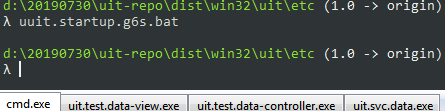 d:\20190730\uit-repo\dist\win32\uit\etc (1.0 -> origin)
λ uuit.startup.g6s.bat
d:\20190730\uit-repo\dist\win32\uit\etc (1.0 -> origin)
λ
cmd.exe uit.test.data-view.exe uit.test.data-controller.exe uit.svc.data.exe